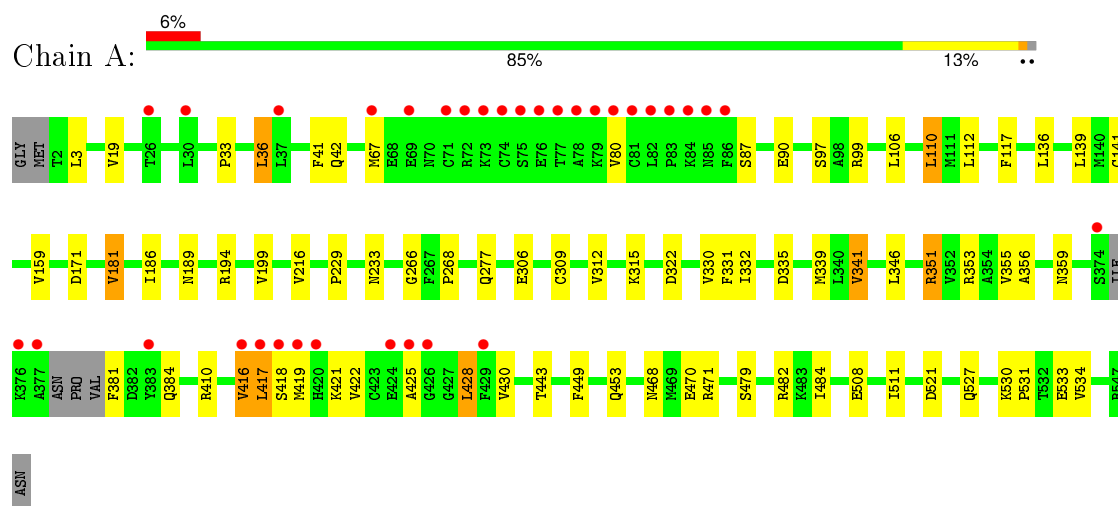 6%
Chain A:
85% 13% ••
GLY MET T2 L3 V19 T26 L30 P33 L36 L37 F41 Q42 M67 E68 E69 N70 C71 R72 K73 C74 S75 E76 T77 A78 K79 V80 C81 L82 P83 K84 N85 F86 S87 E90 S97 A98 R99 L106 L110 M111 L112 F117 L136 L139 M140 C141
V159 D171 V181 I186 N189 R194 V199 V216 P229 N233 G266 F267 P268 Q277 E306 C309 V312 K315 D322 V330 F331 I332 D335 M339 L340 V341 L346 R351 V352 R353 A354 V355 A356 N359 S374 ILE
K376 A377 ASN PRO VAL F381 D382 Y383 Q384 R410 V416 L417 S418 M419 H420 K421 V422 C423 E424 A425 G426 G427 L428 F429 V430 T443 F449 Q453 N468 M469 E470 R471 S479 R482 K483 I484 E508 I511 D521 Q527 K530 P531 T532 E533 V534 R547
ASN